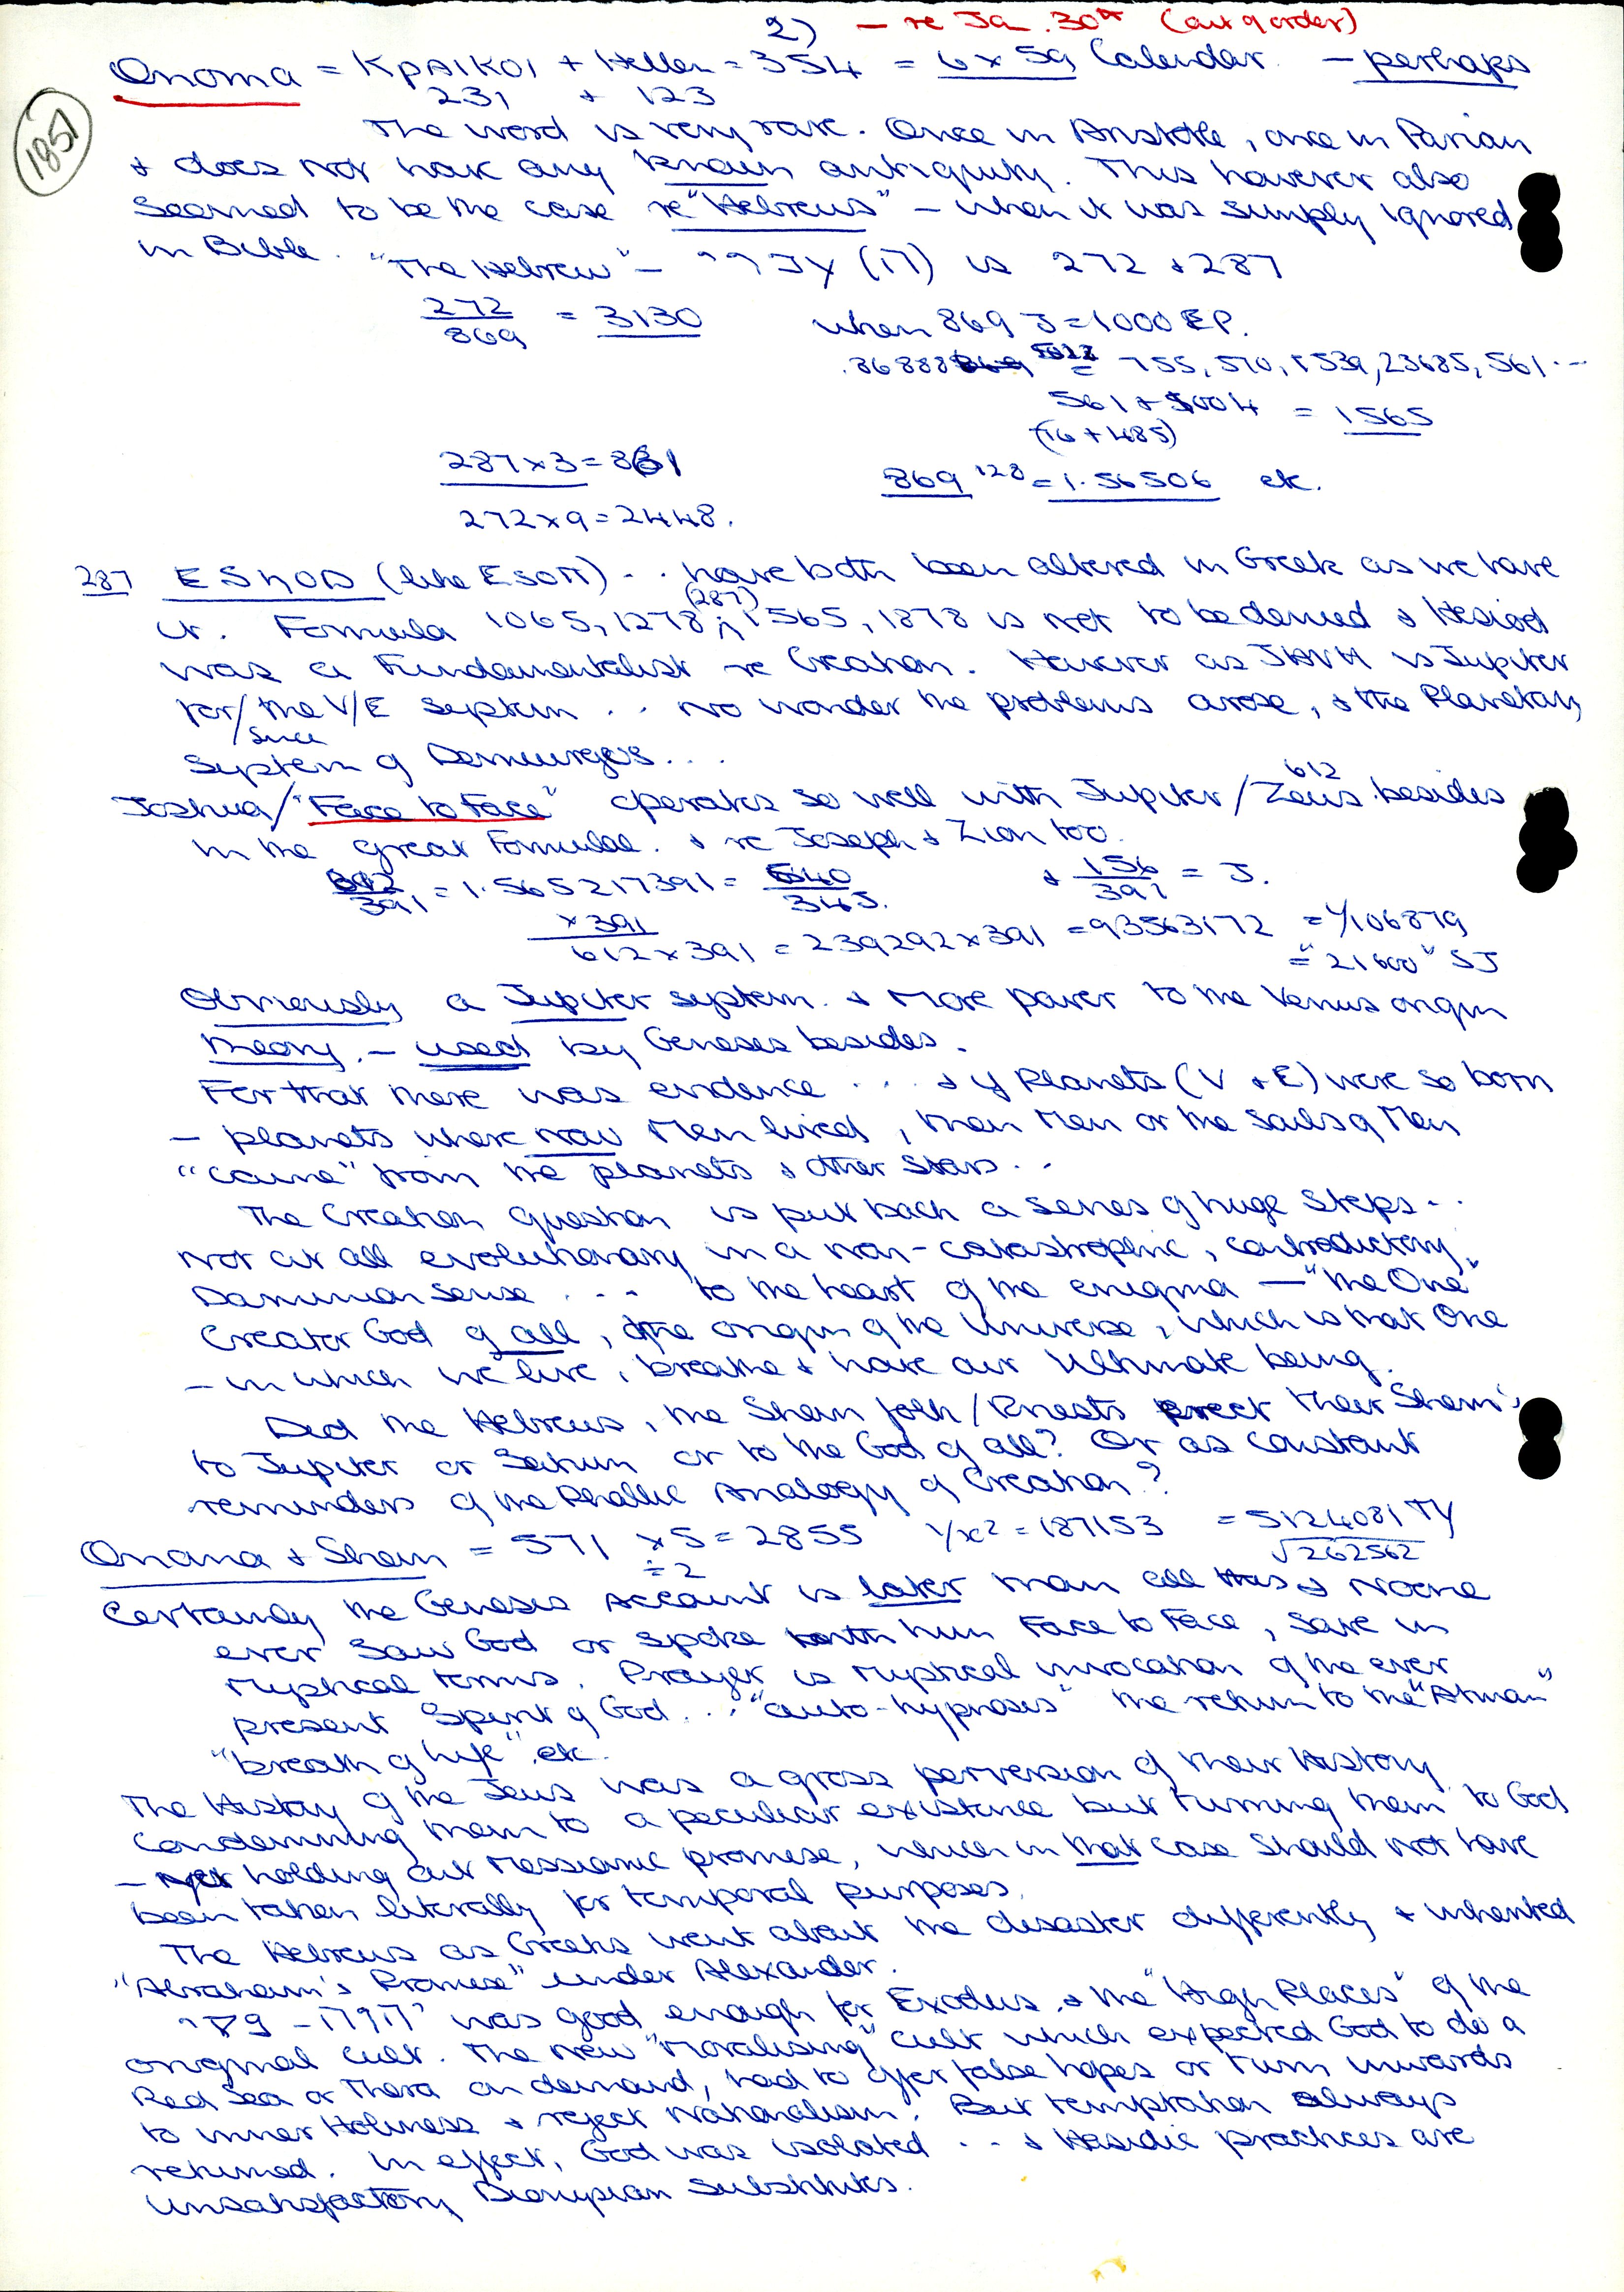 2) – re Ja. 30th (out of order)
Onoma = KρAIKOI + Hellen = 354 = 6 x 59 Calendar. – perhaps
231 + 123
1851
The word is very rare. Once in Aristotle, once in Parian
& does not have any known antiquity. This however also
seemed to be the case re "Hebrews" – when it was simply ignored
in Bible. "The Hebrew" – (ה) is 272 & 287
272/869 = 3130 when 869 J = 1000 EP.
.86888 = 755, 570, 1539, 23685, 561 ..
561 + 1004 = 1565
(76 + 485)
287 x 3 = 861
869 128 = 1.56506 etc.
272 x 9 = 2448.
287 ESNOD (like ESOΠ) .. have both been altered in Greek as we have
it. Formula 1065, 1278, (287) 1565, 1878 is not to be denied & Hesiod
was a Fundamentalist re Creation. However as JHVH is Jupiter
for/since the V/E system .. no wonder the problems arose, & the Planetary
System of Demiurges...
Joshua/"Face to Face" operates so well with Jupiter/Zeus 612 besides
in the great Formulae. & re Joseph & Zion too.
612/391 = 1.565217391 = 540/345. & 156/391 = J.
x 391
612 x 391 = 239292 x 391 = 93563172 = 1/106879
= "21600" SJ
Obviously a Jupiter system. & More power to the Venus origin
theory. – used by Genesis besides.
For that there was evidence ... & if Planets (V & E) were so born
– planets where now Men lived, then Men or the Souls of Men
"came" from the planets & other Stars..
The Creation question is put back a series of huge steps...
not at all evolutionary in a non-catastrophic, contradictory,
Darwinian sense .... to the heart of the enigma – "the One"
Creator God of all, the origin of the Universe, which is that One
– in which we live, breathe & have our Ultimate being.
Did the Hebrews, the Shem folk/Priests erect their Shem's
to Jupiter or Saturn or to the God of all? Or as constant
reminders of the Phallic Analogy of Creation?
Onoma & Shem = 571 x 5 = 2855 1/x² = 187153 = 5124081 TY
÷ 2 √262562
Certainly the Genesis Account is later than all this & Noone
ever saw God or spoke with him Face to Face, save in
mystical terms. Prayer is mystical invocation of the ever
present Spirit of God... "auto-hypnosis" the return to the "Atman"
"breath of life", etc.
The History of the Jews was a gross perversion of their History
condemning them to a peculiar existence but turning them to God
– yet holding out Messianic promise, which in that case should not have
been taken literally for temporal purposes.
The Hebrews as Greeks went about the disaster differently & inherited
"Abraham's Promise" under Alexander.
was good enough for Exodus, & the "High Places" of the
original cult. The new "Moralising" cult which expected God to do a
Red Sea or Thera on demand, had to offer false hopes or turn inwards
to inner Holiness & reject Nationalism. But temptation always
returned. In effect, God was isolated ... & Hasidic practices are
unsatisfactory Dionysian substitutes.